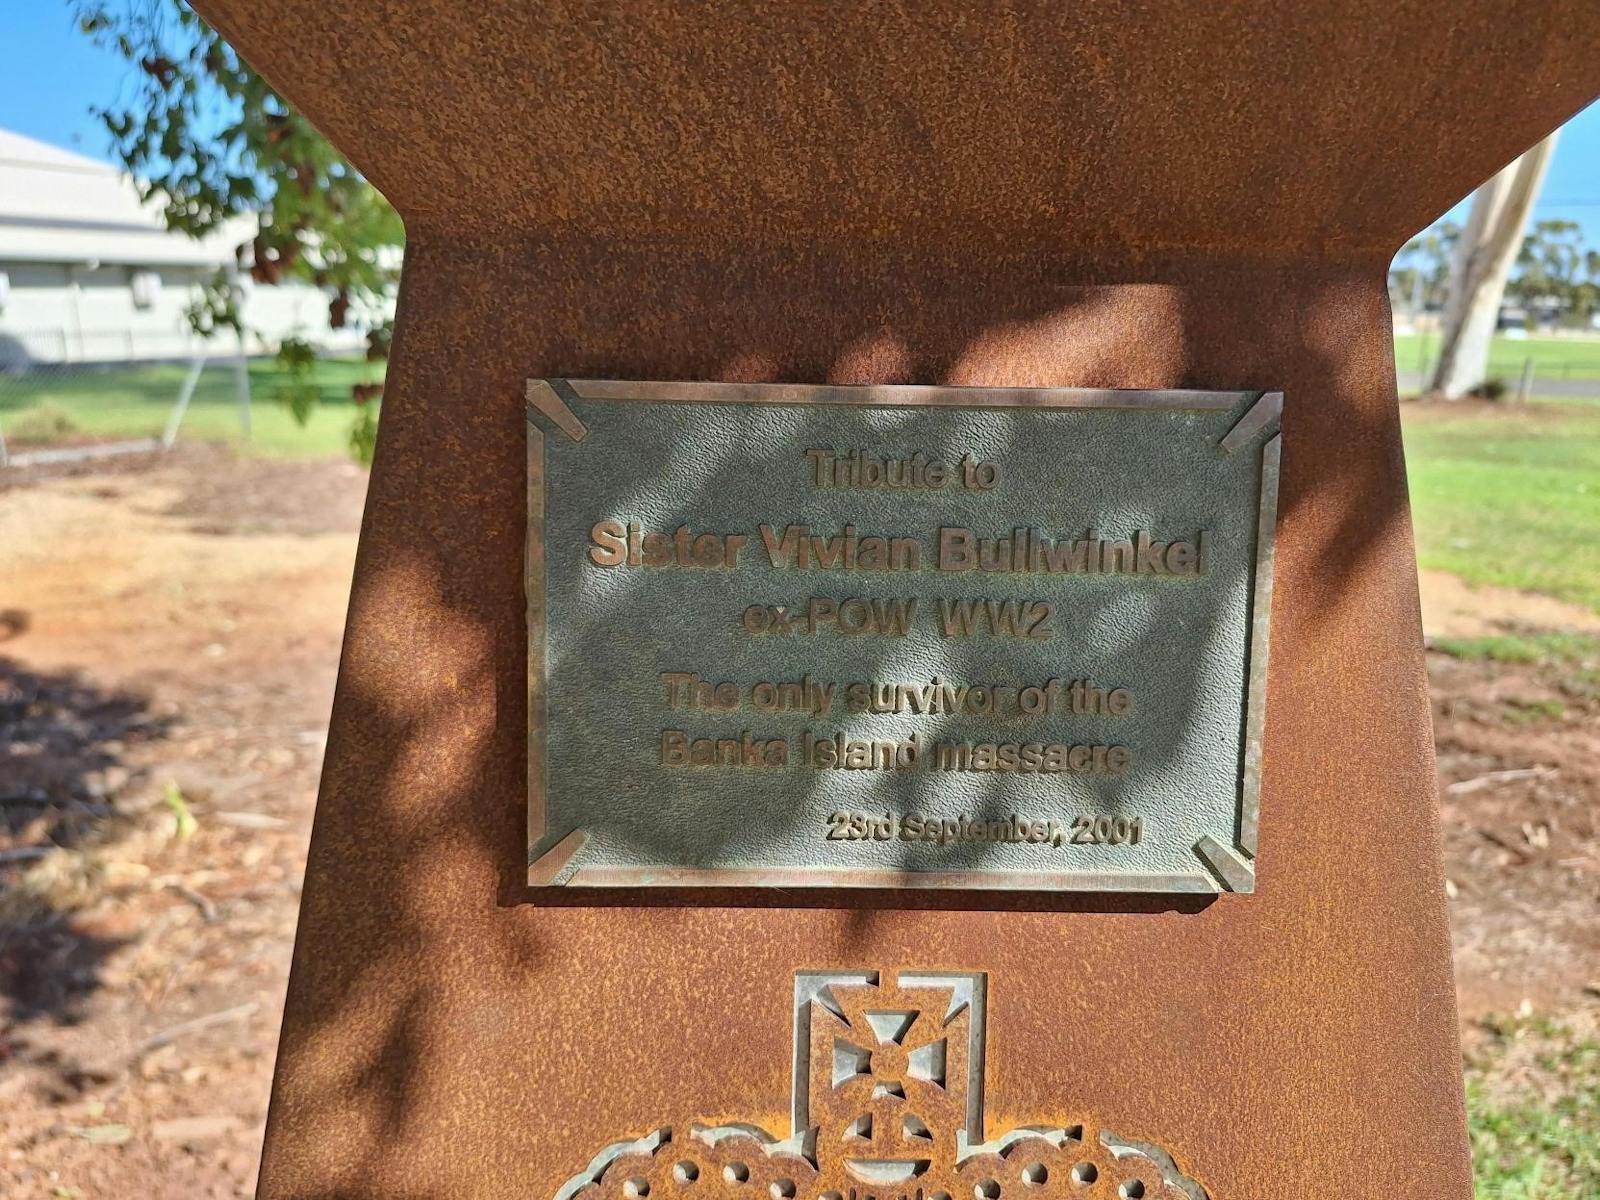 Tribute to
Sister Vivian Bullwinkel
ex-POW WW2
The only survivor of the
Banka Island massacre
23rd September, 2001